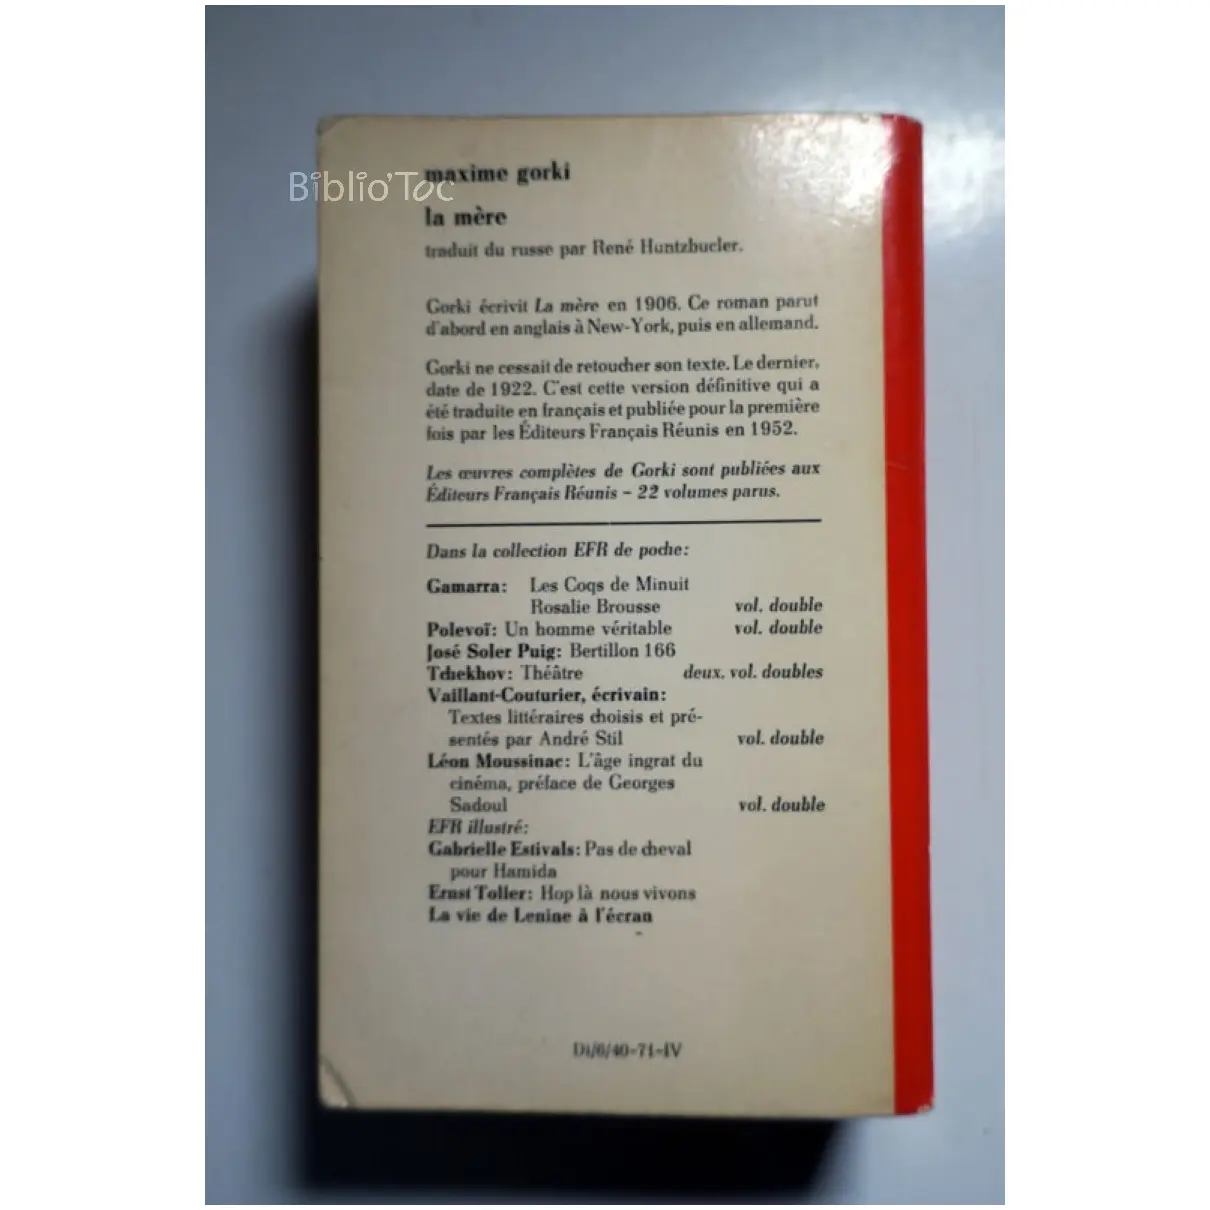 Biblio'Toc
maxime gorki
la mère
traduit du russe par René Huntzbucler.
Gorki écrivit La mère en 1906. Ce roman parut
d'abord en anglais à New-York, puis en allemand.
Gorki ne cessait de retoucher son texte. Le dernier,
date de 1922. C'est cette version définitive qui a
été traduite en français et publiée pour la première
fois par les Éditeurs Français Réunis en 1952.
Les œuvres complètes de Gorki sont publiées aux
Éditeurs Français Réunis – 22 volumes parus.
Dans la collection EFR de poche:
Gamarra: Les Coqs de Minuit
Rosalie Brousse vol. double
Polevoï: Un homme véritable vol. double
José Soler Puig: Bertillon 166
Tchekhov: Théâtre deux. vol. doubles
Vaillant-Couturier, écrivain:
Textes littéraires choisis et pré-
sentés par André Stil vol. double
Léon Moussinac: L'âge ingrat du
cinéma, préface de Georges
Sadoul vol. double
EFR illustré:
Gabrielle Estivals: Pas de cheval
pour Hamida
Ernst Toller: Hop là nous vivons
La vie de Lenine à l'écran
Di/6/40-71-IV